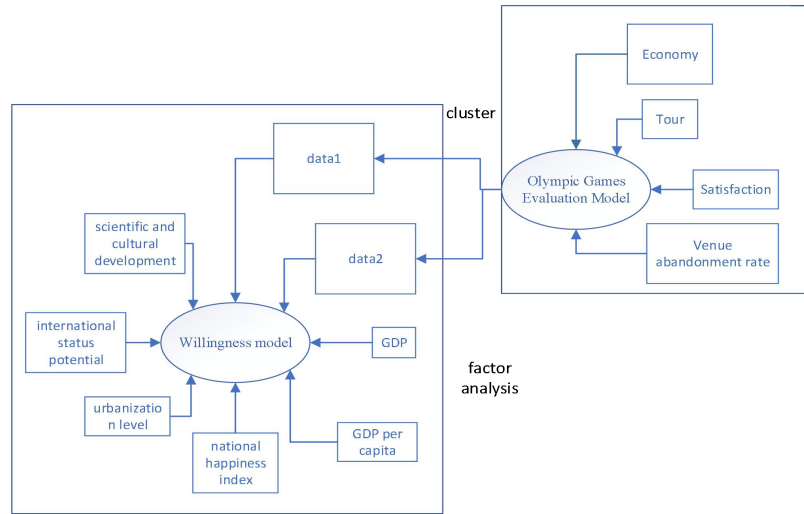 Economy
cluster
Tour
data1
Olympic Games
Evaluation Model
Satisfaction
scientific and
cultural
development
data2
Venue
abandonment rate
international
status
potential
Willingness model
GDP
factor
analysis
urbanizatio
n level
national
happiness
index
GDP per
capita